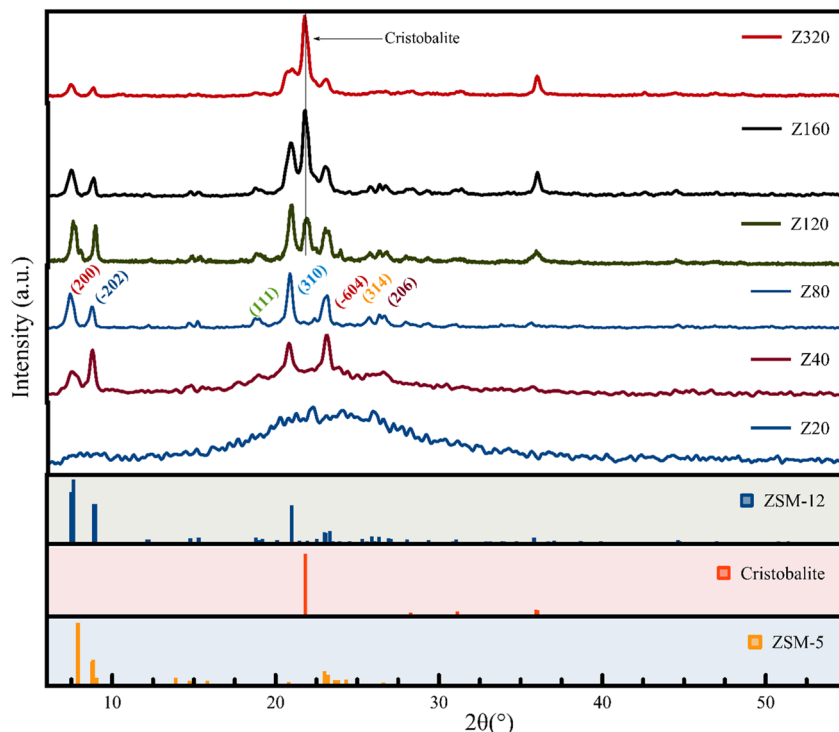 Cristobalite
Z320
Z160
Z120
(200)
(-202)
(111)
(310)
(-604)
(314)
(206)
Z80
Z40
Z20
Intensity (a.u.)
ZSM-12
Cristobalite
ZSM-5
10 20 30 40 50
2θ(°)